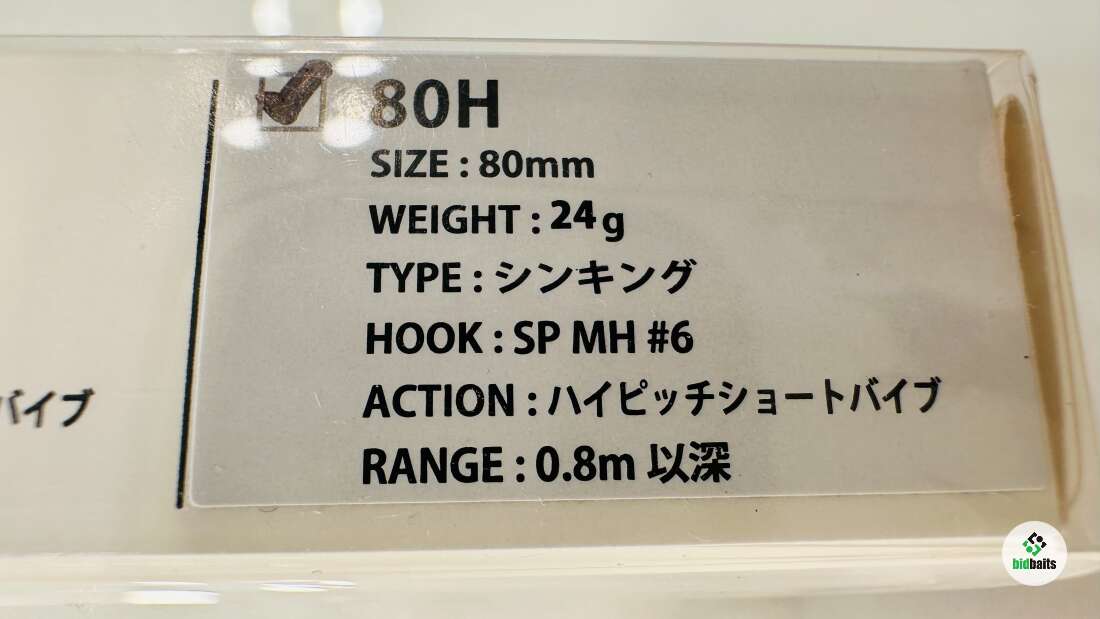 80H
SIZE : 80mm
WEIGHT : 24g
TYPE : シンキング
HOOK : SP MH #6
ACTION : ハイピッチショートバイブ
RANGE : 0.8m 以深
バイブ
bidbaits